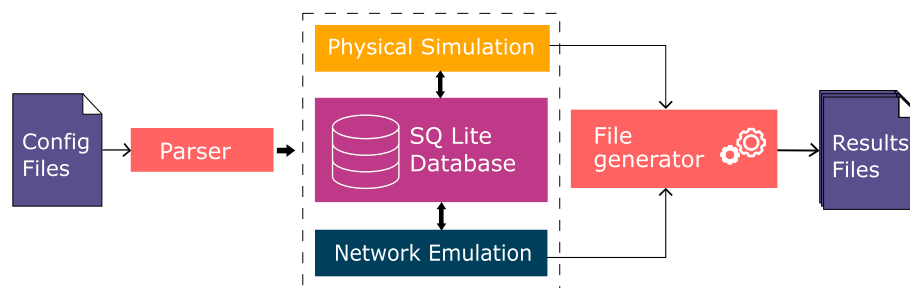 Config
Files
Parser
Physical Simulation
SQ Lite
Database
Network Emulation
File
generator
Results
Files